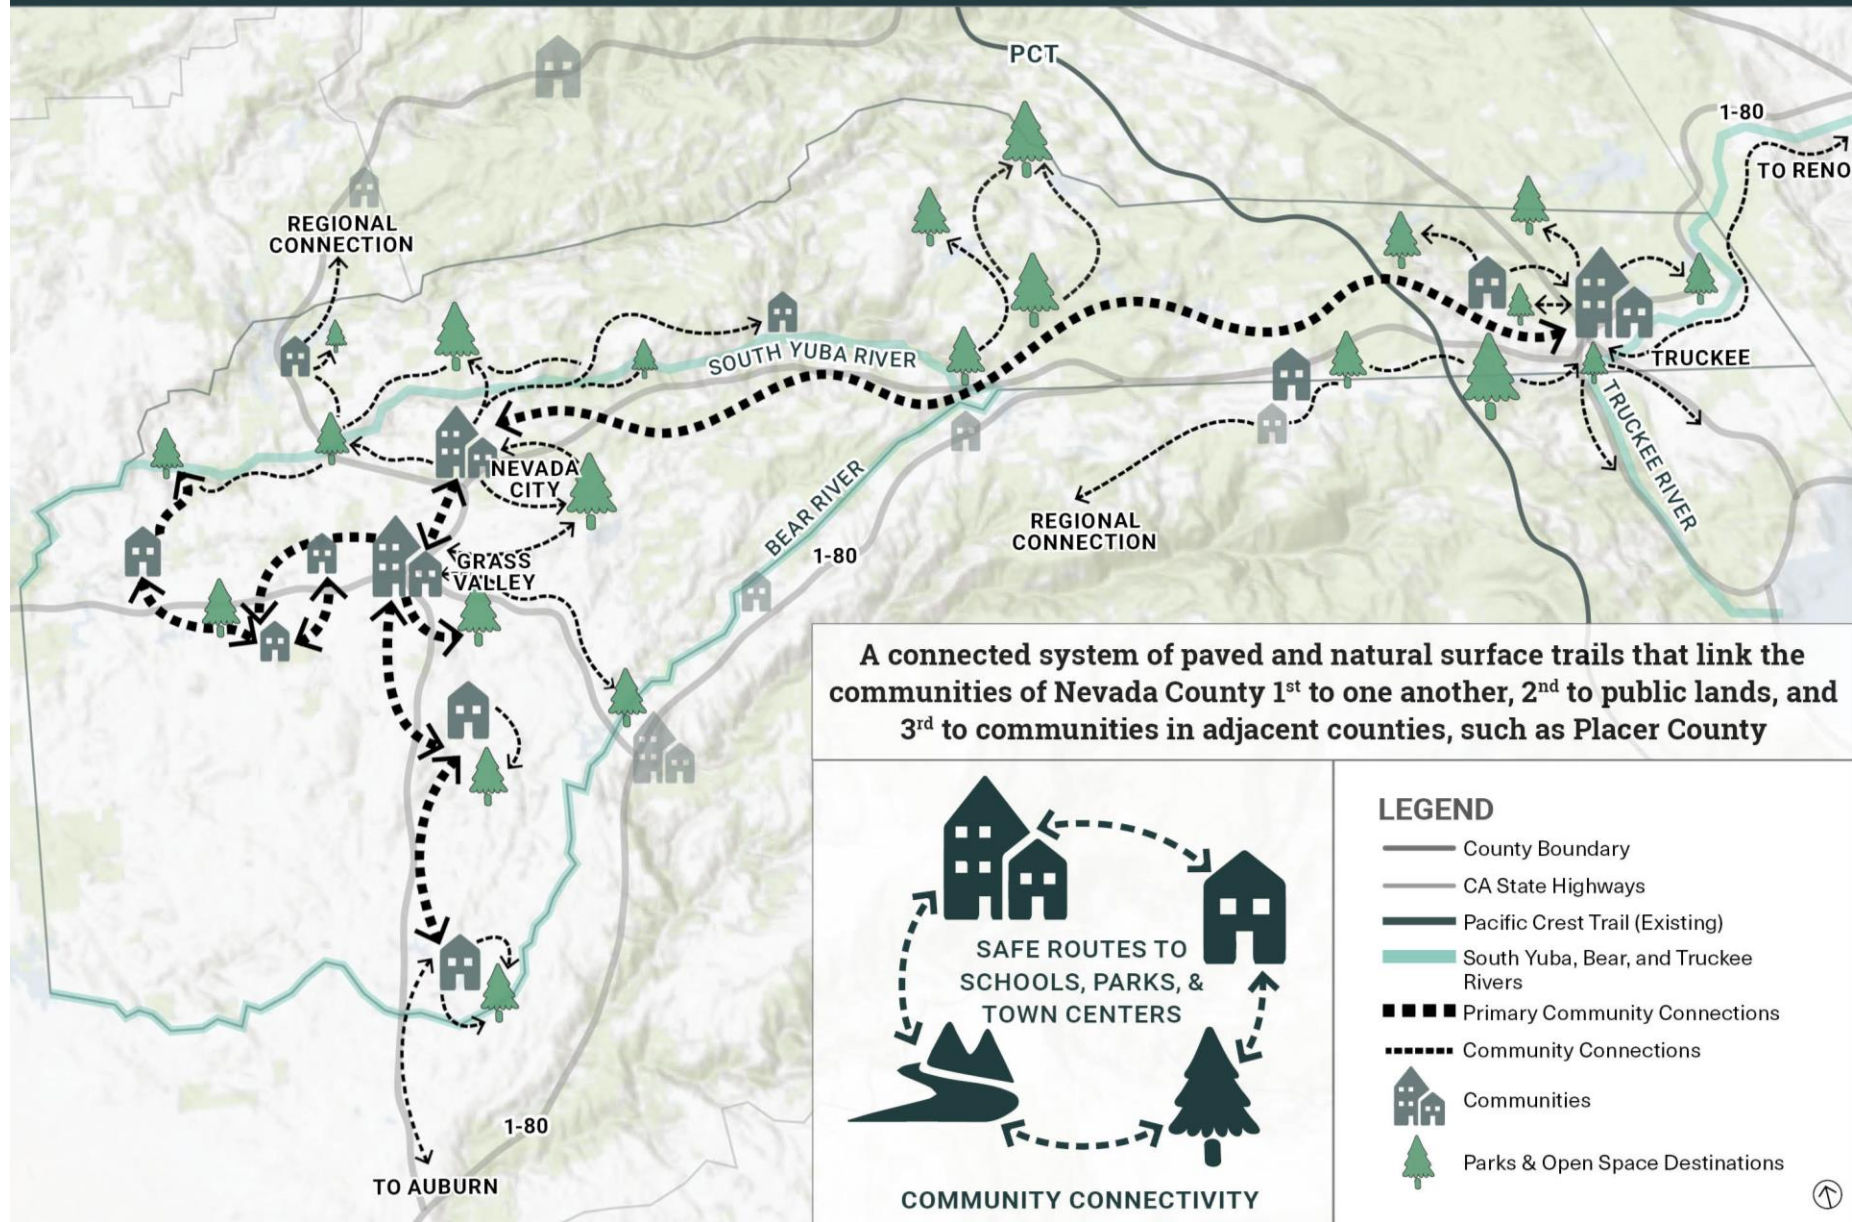 PCT
1-80
TO RENO
REGIONAL
CONNECTION
SOUTH YUBA RIVER
TRUCKEE
TRUCKEE RIVER
NEVADA
CITY
BEAR RIVER
REGIONAL
CONNECTION
1-80
GRASS
VALLEY
A connected system of paved and natural surface trails that link the
communities of Nevada County 1st to one another, 2nd to public lands, and
3rd to communities in adjacent counties, such as Placer County
SAFE ROUTES TO
SCHOOLS, PARKS, &
TOWN CENTERS
COMMUNITY CONNECTIVITY
LEGEND
County Boundary
CA State Highways
Pacific Crest Trail (Existing)
South Yuba, Bear, and Truckee
Rivers
Primary Community Connections
Community Connections
Communities
Parks & Open Space Destinations
1-80
TO AUBURN